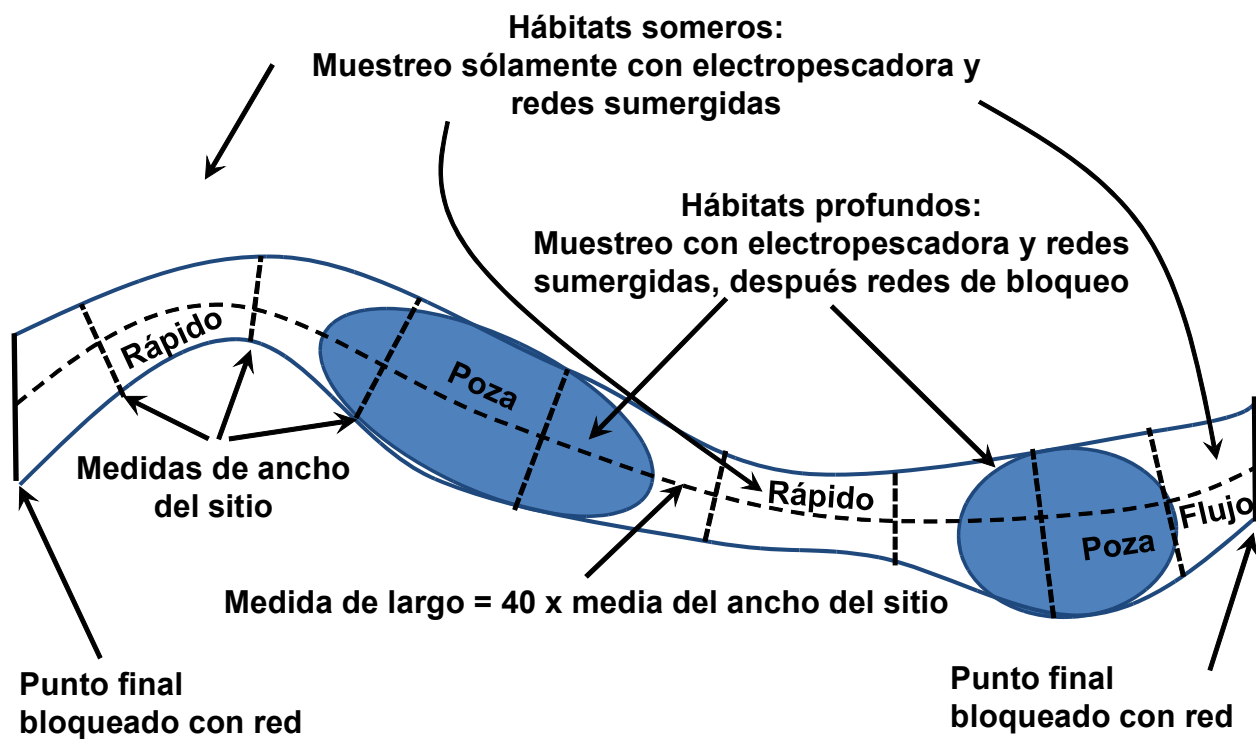 Hábitats someros:
Muestreo sólamente con electropescadora y
redes sumergidas
Hábitats profundos:
Muestreo con electropescadora y redes
sumergidas, después redes de bloqueo
Rápido
Poza
Rápido
Flujo
Poza
Medidas de ancho
del sitio
Medida de largo = 40 x media del ancho del sitio
Punto final
bloqueado con red
Punto final
bloqueado con red